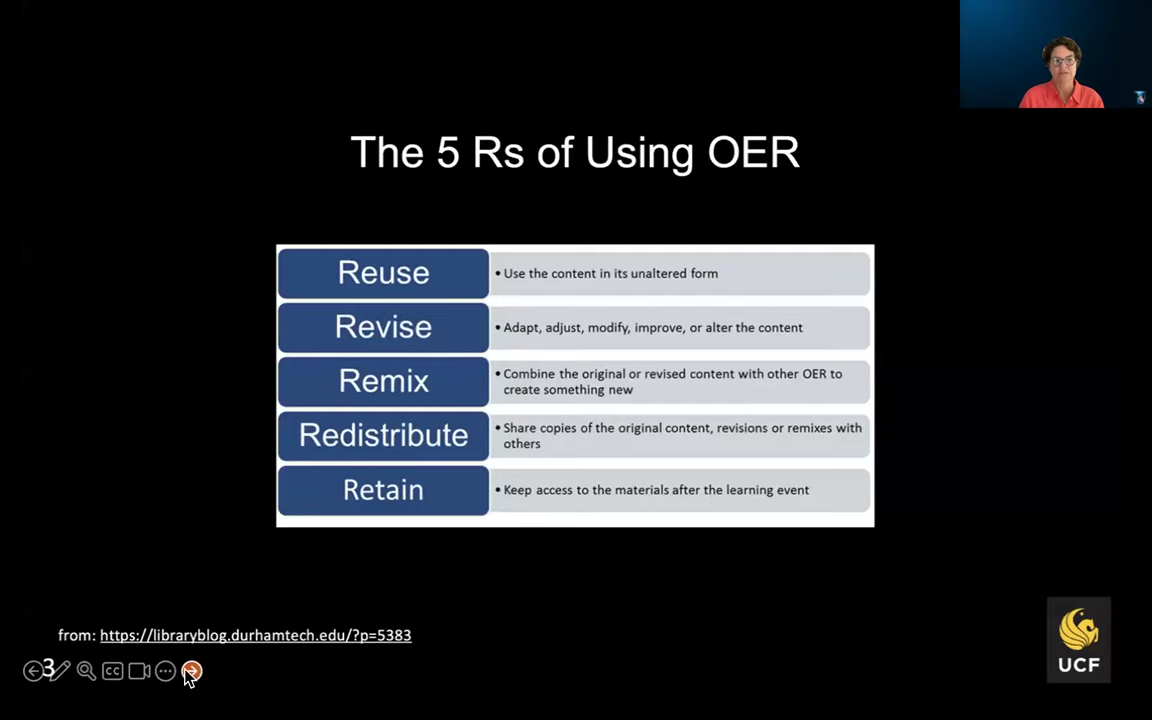 The 5 Rs of Using OER
Reuse
• Use the content in its unaltered form
Revise
• Adapt, adjust, modify, improve, or alter the content
Remix
• Combine the original or revised content with other OER to
create something new
Redistribute
• Share copies of the original content, revisions or remixes with
others
Retain
• Keep access to the materials after the learning event
from: https://libraryblog.durhamtech.edu/?p=5383
3
CC
UCF